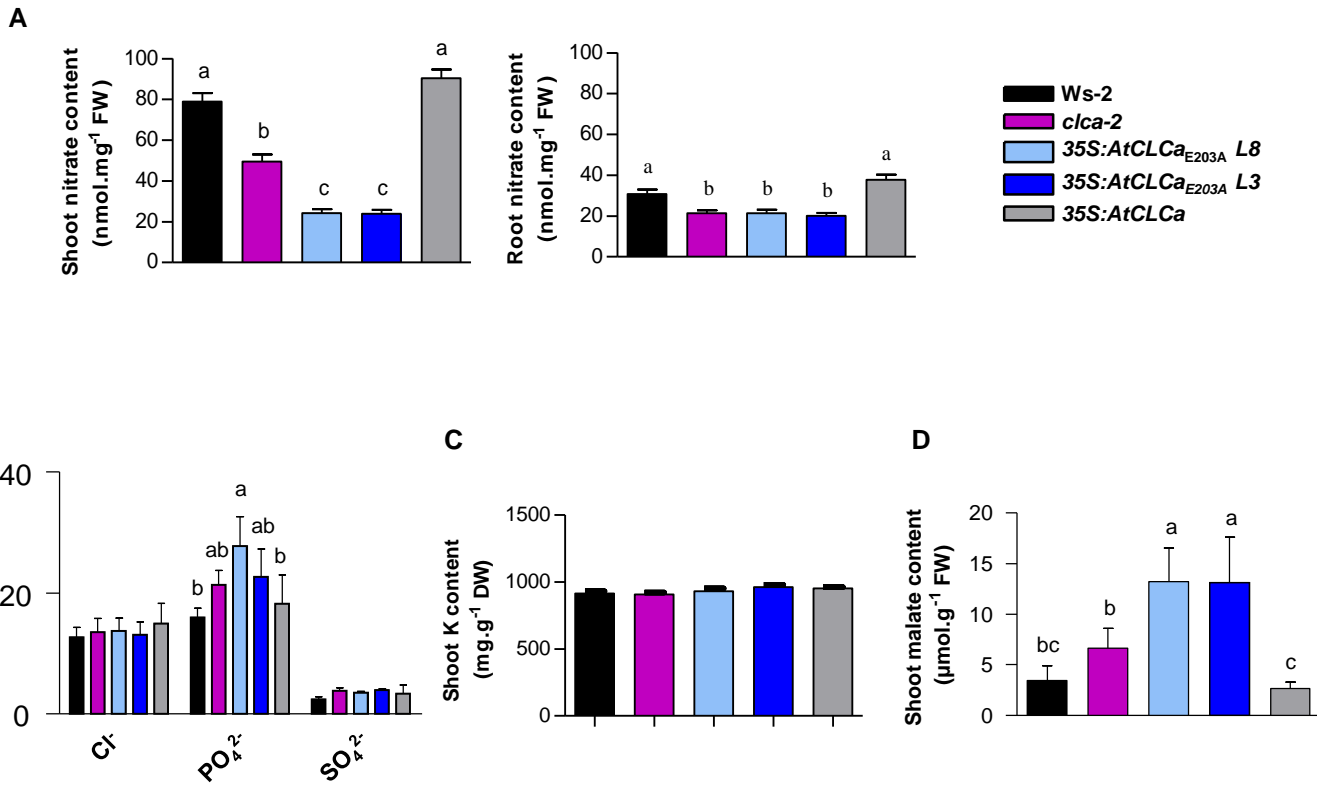 A
Shoot nitrate content
(nmol.mg-1 FW)
100
80
60
40
20
0
a
b
c
c
a
Root nitrate content
(nmol.mg-1 FW )
100
80
60
40
20
0
a
b
b
b
a
Ws-2
clca-2
35S:AtCLCaE203A L8
35S:AtCLCaE203A L3
35S:AtCLCa
40
20
0
b
ab
a
ab
b
Cl-
PO42-
SO42-
C
Shoot K content
(mg.g-1 DW)
1500
1000
500
0
D
Shoot malate content
(µmol.g-1 FW)
20
15
10
5
0
bc
b
a
a
c